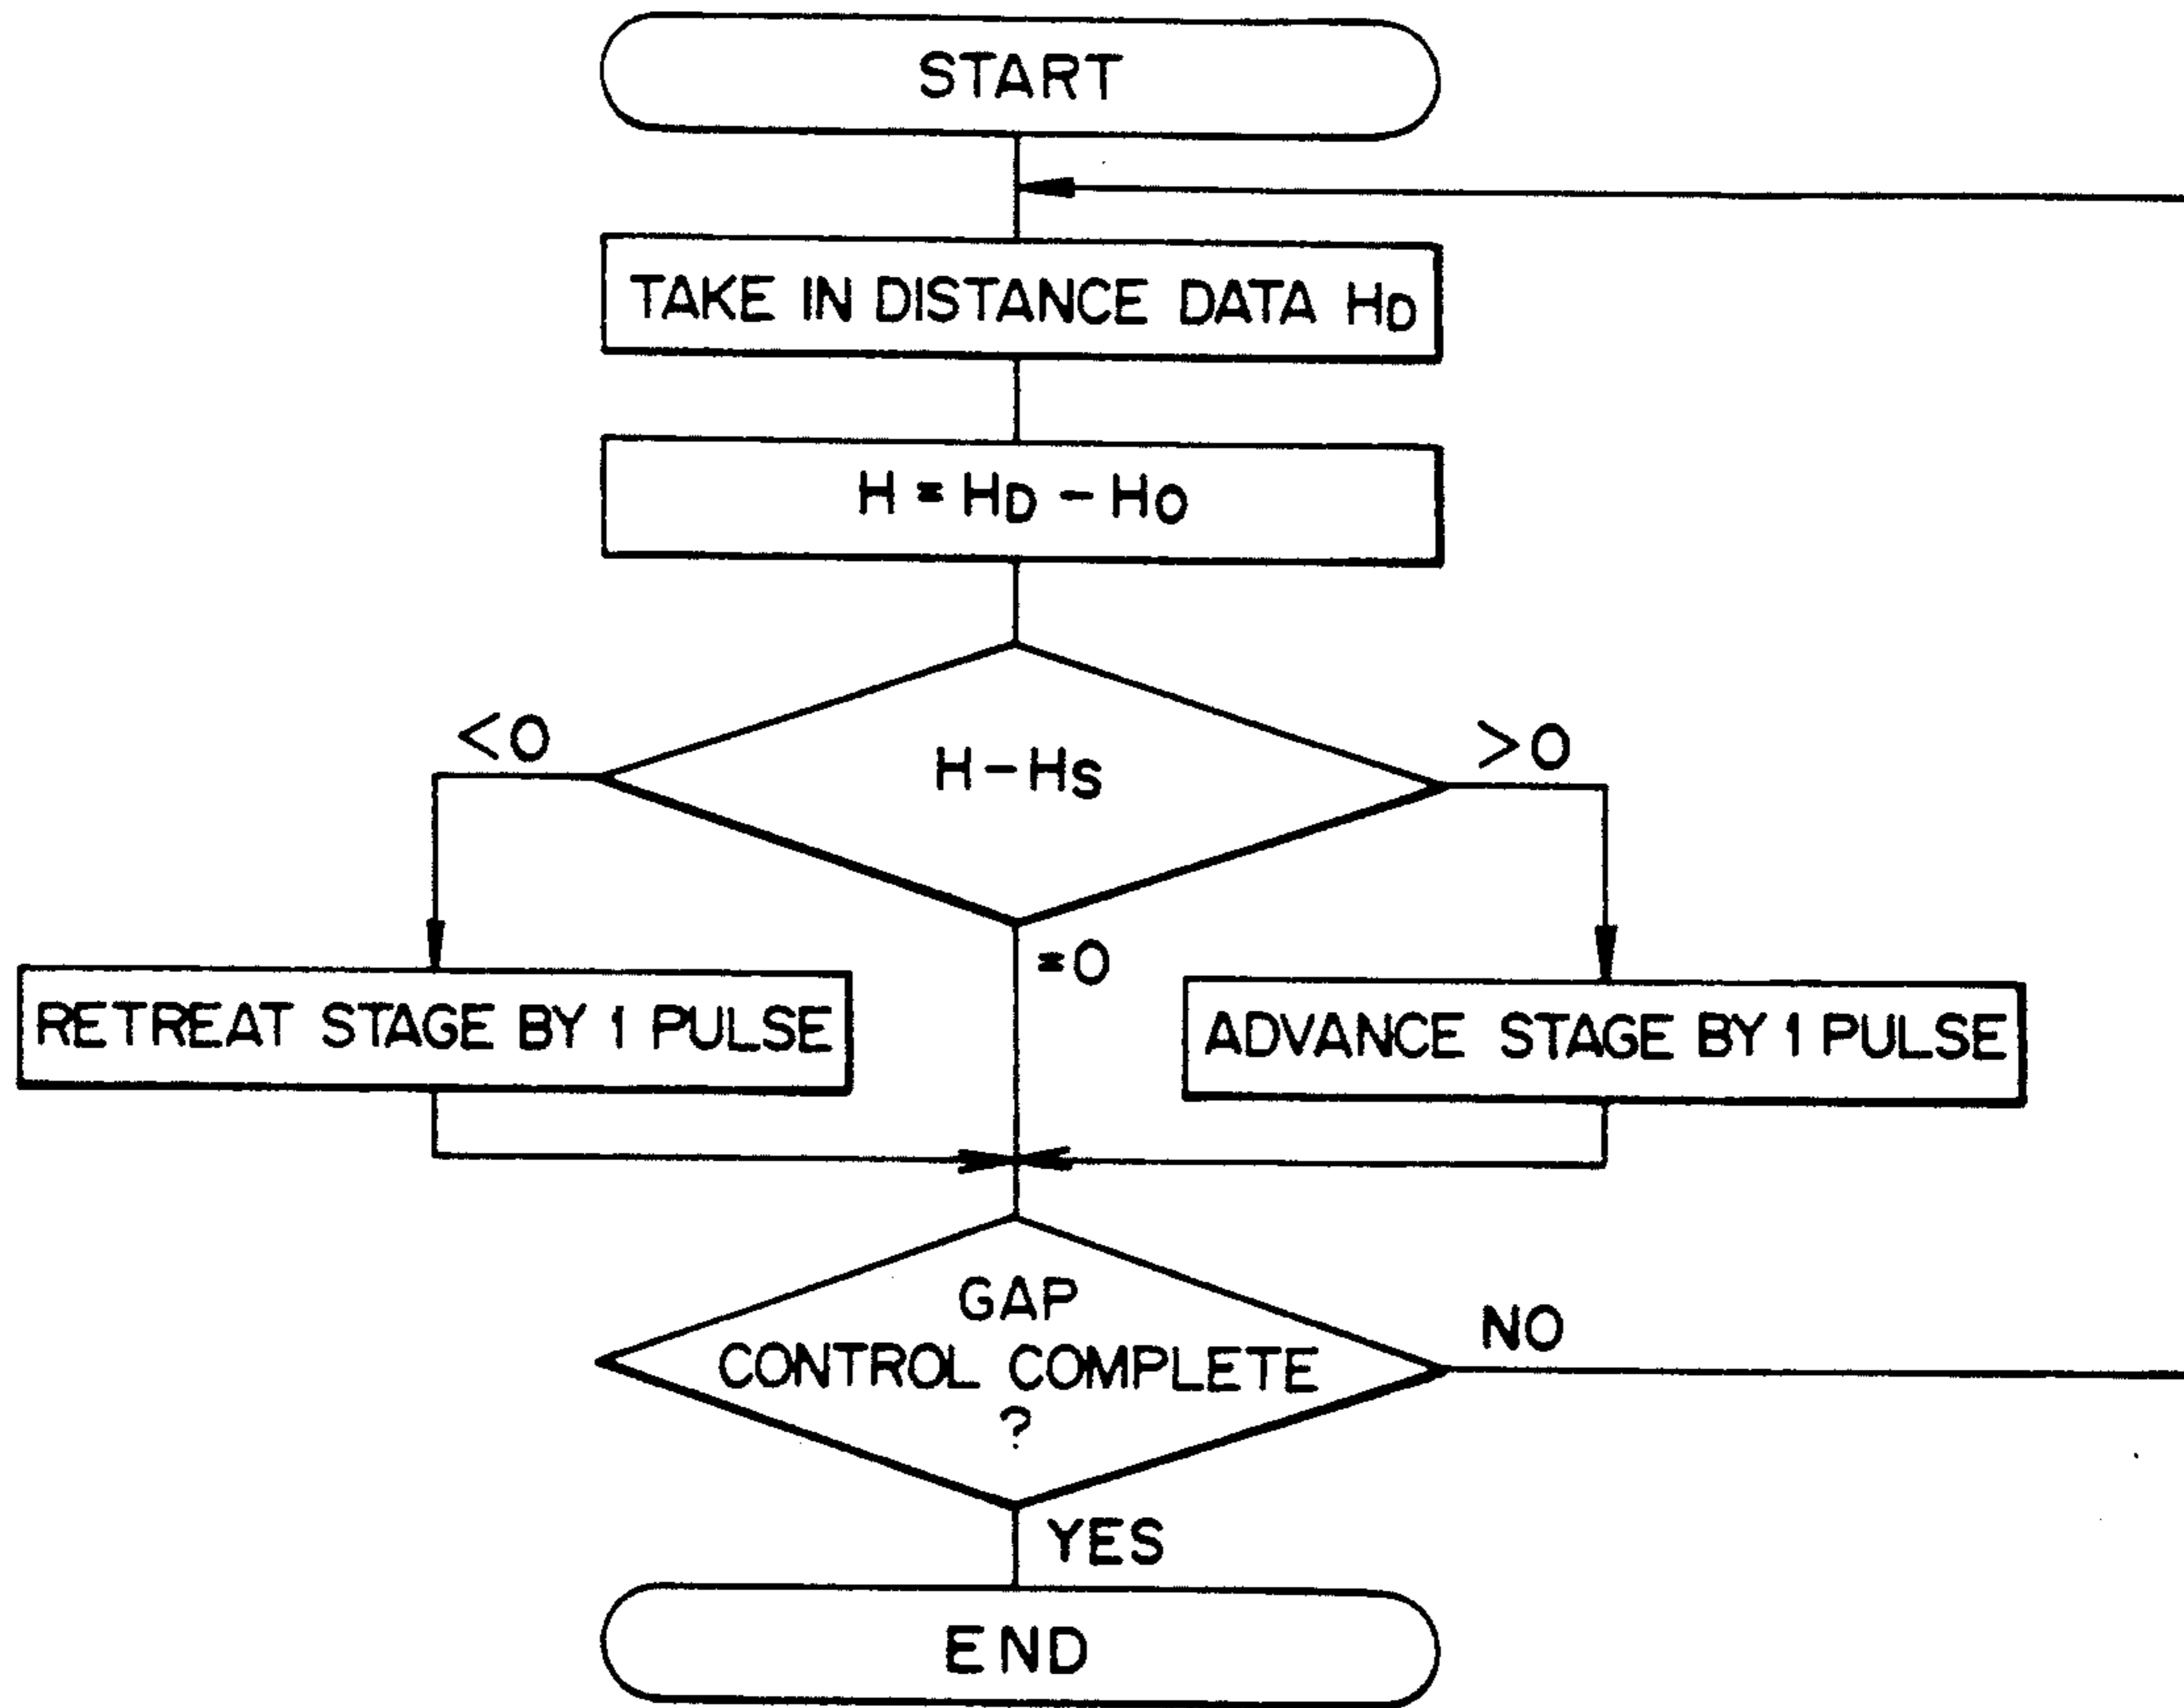 START
TAKE IN DISTANCE DATA HD
H = HD - HO
<0
H-HS
>0
=0
RETREAT STAGE BY 1 PULSE
ADVANCE STAGE BY 1 PULSE
GAP
CONTROL COMPLETE
?
NO
YES
END